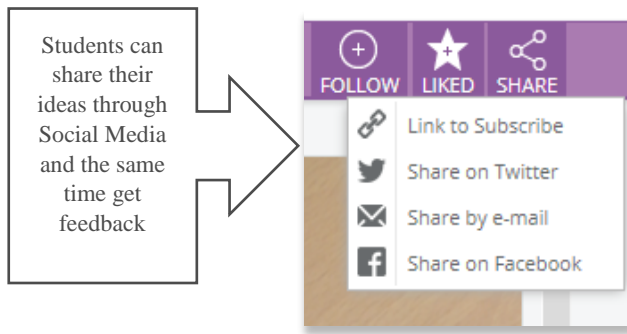 Students can
share their
ideas through
Social Media
and the same
time get
feedback
FOLLOW LIKED SHARE
Link to Subscribe
Share on Twitter
Share by e-mail
Share on Facebook